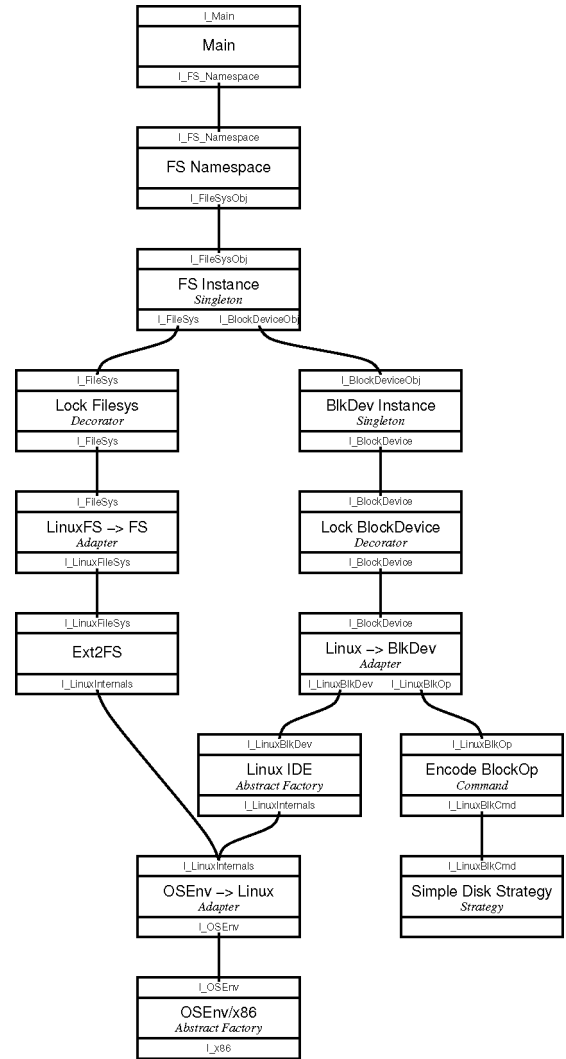 I_Main
Main
I_FS_Namespace
I_FS_Namespace
FS Namespace
I_FileSysObj
I_FileSysObj
FS Instance
Singleton
I_FileSys I_BlockDeviceObj
I_FileSys
Lock Filesys
Decorator
I_FileSys
I_BlockDeviceObj
BlkDev Instance
Singleton
I_BlockDevice
I_FileSys
LinuxFS -> FS
Adapter
I_LinuxFileSys
I_BlockDevice
Lock BlockDevice
Decorator
I_BlockDevice
I_LinuxFileSys
Ext2FS
I_LinuxInternals
I_BlockDevice
Linux -> BlkDev
Adapter
I_LinuxBlkDev I_LinuxBlkOp
I_LinuxBlkDev
Linux IDE
Abstract Factory
I_LinuxInternals
I_LinuxBlkOp
Encode BlockOp
Command
I_LinuxBlkCmd
I_LinuxInternals
OSEnv -> Linux
Adapter
I_OSEnv
I_LinuxBlkCmd
Simple Disk Strategy
Strategy
I_OSEnv
OSEnv/x86
Abstract Factory
I_x86